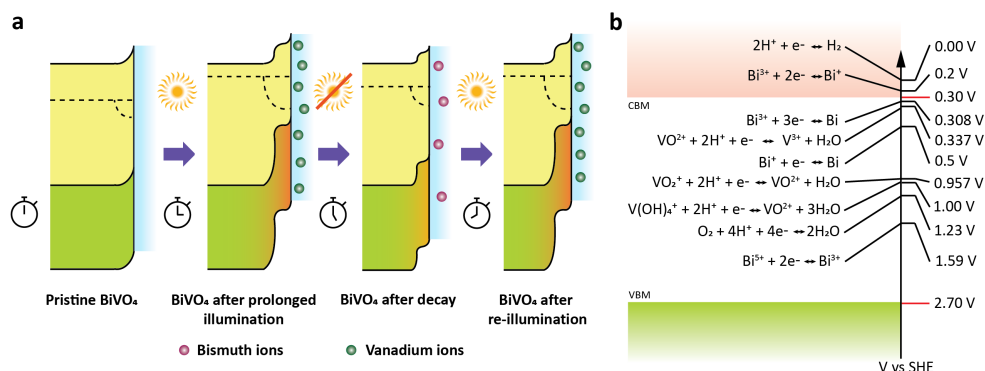 a
Pristine BiVO₄
BiVO₄ after prolonged
illumination
BiVO₄ after decay
BiVO₄ after
re-illumination
Bismuth ions
Vanadium ions
b
2H⁺ + e- ↔ H₂
0.00 V
Bi³⁺ + 2e- ↔ Bi⁺
0.2 V
CBM
0.30 V
Bi³⁺ + 3e- ↔ Bi
0.308 V
VO²⁺ + 2H⁺ + e- ↔ V³⁺ + H₂O
0.337 V
Bi⁺ + e- ↔ Bi
0.5 V
VO₂⁺ + 2H⁺ + e- ↔ VO²⁺ + H₂O
0.957 V
V(OH)₄⁺ + 2H⁺ + e- ↔ VO²⁺ + 3H₂O
1.00 V
O₂ + 4H⁺ + 4e- ↔ 2H₂O
1.23 V
Bi⁵⁺ + 2e- ↔ Bi³⁺
1.59 V
VBM
2.70 V
V vs SHE